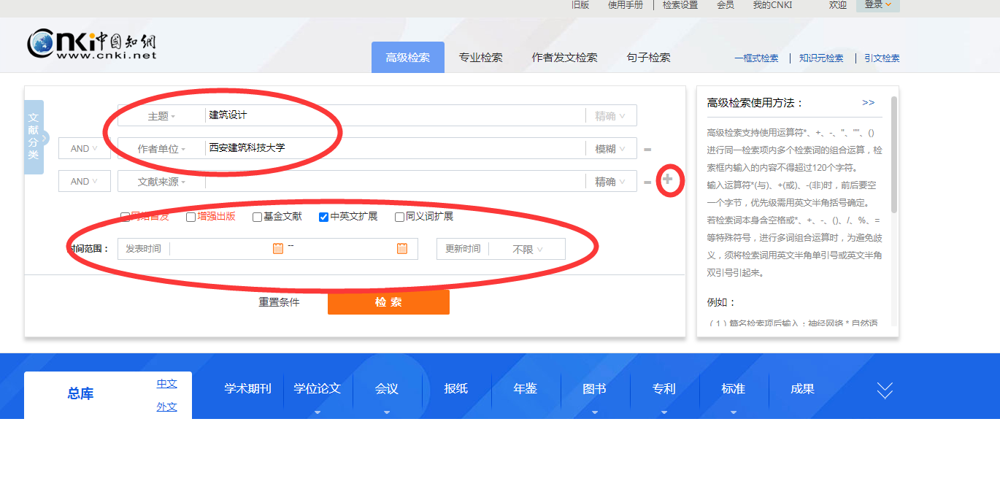 旧版 使用手册 检索设置 会员 我的CNKI 欢迎 登录
cnki中国知網
www.cnki.net
高级检索 专业检索 作者发文检索 句子检索 一框式检索 知识元检索 引文检索
文献分类
主题 建筑设计 精确
AND 作者单位 西安建筑科技大学 模糊
AND 文献来源 精确
网络首发 增强出版 基金文献 中英文扩展 同义词扩展
时间范围： 发表时间 -- 更新时间 不限
重置条件 检索
高级检索使用方法： >>
高级检索支持使用运算符*、+、-、''、""、()
进行同一检索项内多个检索词的组合运算，检
索框内输入的内容不得超过120个字符。
输入运算符*(与)、+(或)、-(非)时，前后要空
一个字节，优先级需用英文半角括号确定。
若检索词本身含空格或*、+、-、()、/、%、=
等特殊符号，进行多词组合运算时，为避免歧
义，须将检索词用英文半角单引号或英文半角
双引号引起来。
例如：
（1）篇名检索项后输入：神经网络 * 自然语
总库 中文 外文
学术期刊 学位论文 会议 报纸 年鉴 图书 专利 标准 成果